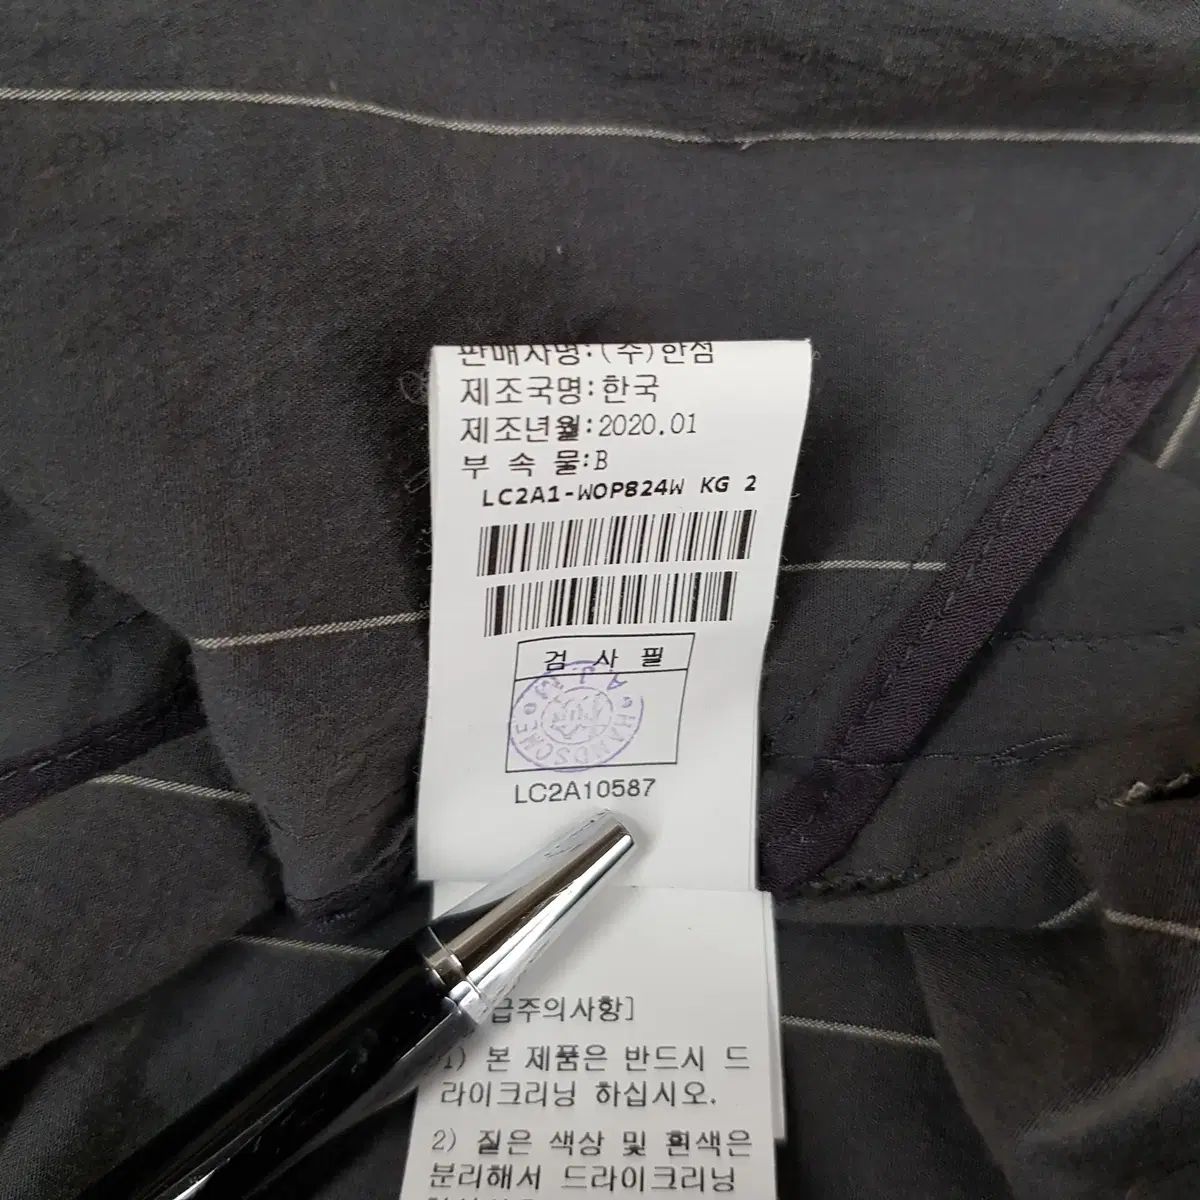 판매자명:(주)한섬
제조국명:한국
제조년월:2020.01
부 속 물:B
LC2A1-WOP824W KG 2
검 사 필
HANDSOME
LC2A10587
급주의사항]
1) 본 제품은 반드시 드
라이크리닝 하십시오.
2) 짙은 색상 및 흰색은
분리해서 드라이크리닝